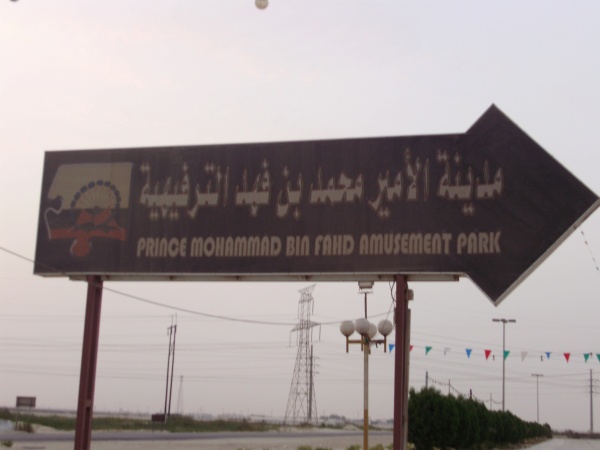 مدينة الأمير محمد بن فهد الترفيهية
PRINCE MOHAMMAD BIN FAHD AMUSEMENT PARK